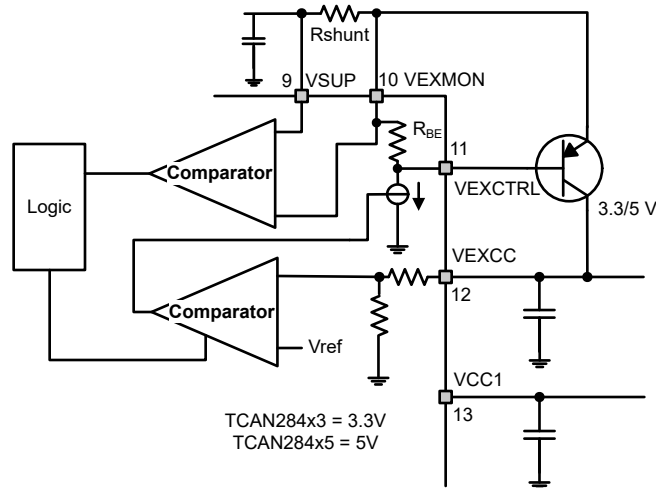 Rshunt
9 VSUP
10 VEXMON
RBE
11
VEXCTRL
Comparator
Logic
3.3/5 V
VEXCC
12
Comparator
Vref
VCC1
13
TCAN284x3 = 3.3V
TCAN284x5 = 5V